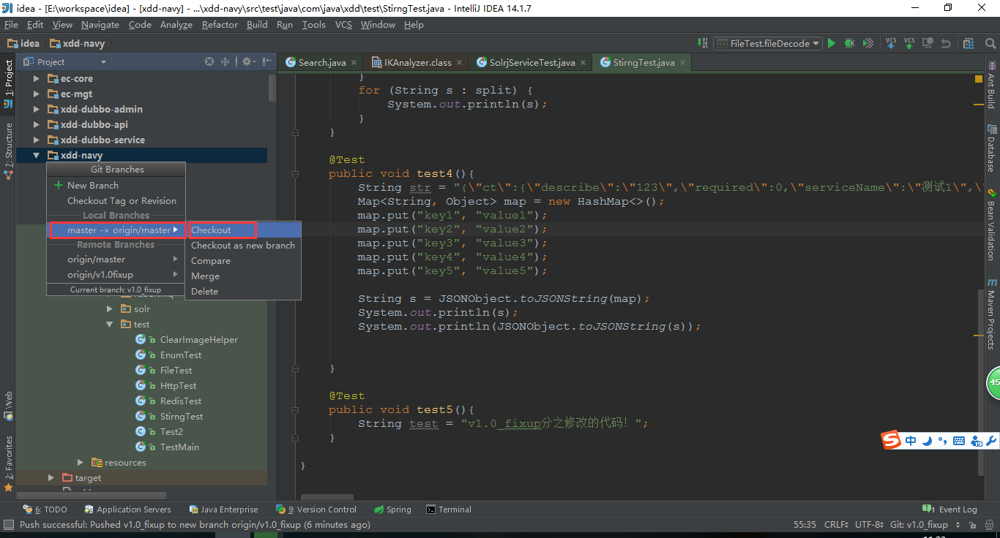 idea - [E:\workspace\idea] - [xdd-navy] - ...\xdd-navy\src\test\java\com\java\xdd\test\StirngTest.java - IntelliJ IDEA 14.1.7
File Edit View Navigate Code Analyze Refactor Build Run Tools VCS Window Help
idea xdd-navy
FileTest.fileDecode
VCS VCS
Project
Search.java
IKAnalyzer.class
SolrjServiceTest.java
StirngTest.java
1: Project
7: Structure
Web
2: Favorites
ec-core
ec-mgt
xdd-dubbo-admin
xdd-dubbo-api
xdd-dubbo-service
xdd-navy
Git Branches
New Branch
Checkout Tag or Revision
Local Branches
master -> origin/master
Remote Branches
origin/master
origin/v1.0fixup
Current branch: v1.0_fixup
Checkout
Checkout as new branch
Compare
Merge
Delete
solr
test
ClearImageHelper
EnumTest
FileTest
HttpTest
RedisTest
StirngTest
Test2
TestMain
resources
target
}
for (String s : split) {
System.out.println(s);
}
}
@Test
public void test4(){
String str = "{\"ct\":{\"describe\":\"123\",\"required\":0,\"serviceName\":\"测试1\",\
Map<String, Object> map = new HashMap<>();
map.put("key1", "value1");
map.put("key2", "value2");
map.put("key3", "value3");
map.put("key4", "value4");
map.put("key5", "value5");
String s = JSONObject.toJSONString(map);
System.out.println(s);
System.out.println(JSONObject.toJSONString(s));
}
@Test
public void test5(){
String test = "v1.0_fixup分之修改的代码！";
}
}
Ant Build
Database
Bean Validation
Maven Projects
45
中
6: TODO
Application Servers
Java Enterprise
9: Version Control
Spring
Terminal
1 Event Log
Push successful: Pushed v1.0_fixup to new branch origin/v1.0_fixup (6 minutes ago)
55:35 CRLF UTF-8 Git: v1.0_fixup